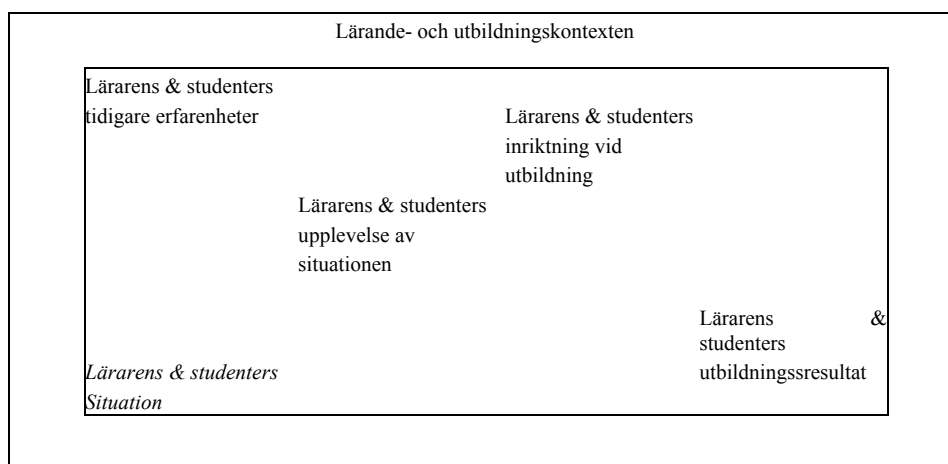 Lärande- och utbildningskontexten
Lärarens & studenters
tidigare erfarenheter
Lärarens & studenters
inriktning vid
utbildning
Lärarens & studenters
upplevelse av
situationen
Lärarens &
studenters
utbildningssresultat
Lärarens & studenters
Situation